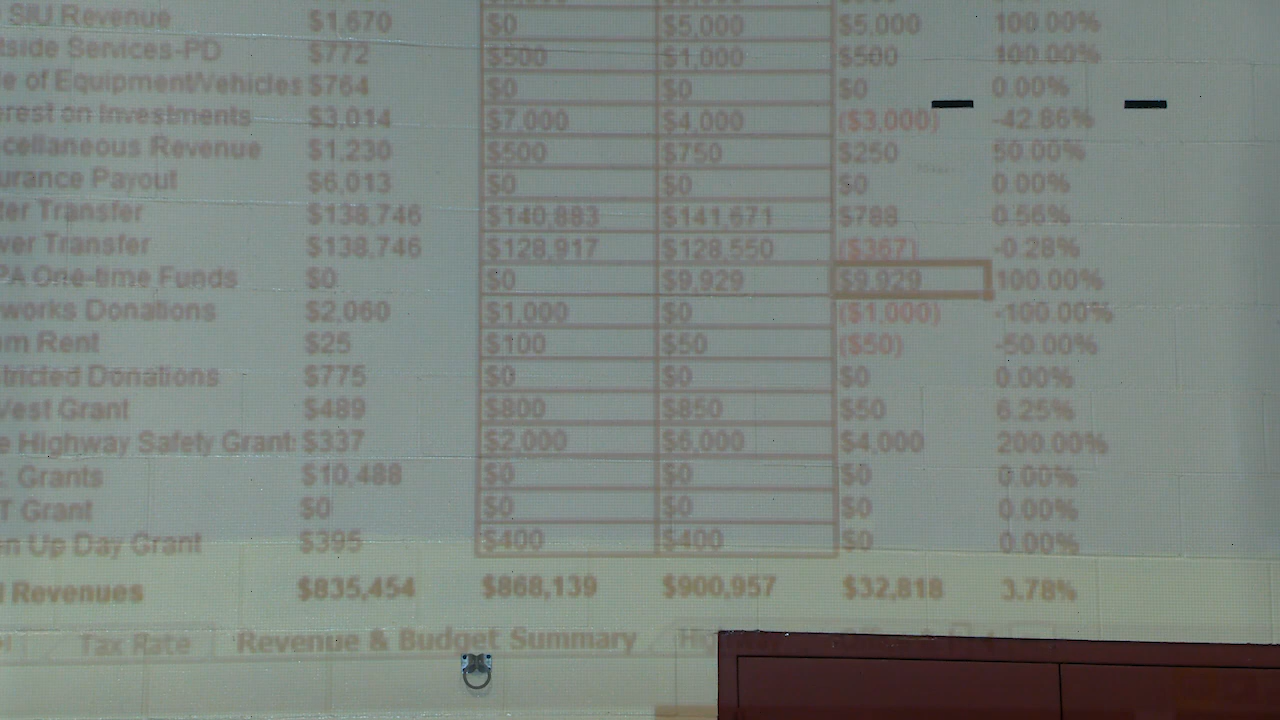 SIU Revenue $1,670 $0 $5,000 $5,000 100.00%
tside Services-PD $772 $500 $1,000 $500 100.00%
le of Equipment/Vehicles $764 $0 $0 $0 0.00%
erest on Investments $3,014 $7,000 $4,000 ($3,000) -42.86%
cellaneous Revenue $1,230 $500 $750 $250 50.00%
urance Payout $6,013 $0 $0 $0 0.00%
ter Transfer $138,746 $140,883 $141,671 $788 0.56%
wer Transfer $138,746 $128,917 $128,550 ($367) -0.28%
PA One-time Funds $0 $0 $9,929 $9,929 100.00%
works Donations $2,060 $1,000 $0 ($1,000) -100.00%
m Rent $25 $100 $50 ($50) -50.00%
tricted Donations $775 $0 $0 $0 0.00%
Vest Grant $489 $800 $850 $50 6.25%
e Highway Safety Grant: $337 $2,000 $6,000 $4,000 200.00%
. Grants $10,488 $0 $0 $0 0.00%
T Grant $0 $0 $0 $0 0.00%
n Up Day Grant $395 $400 $400 $0 0.00%
l Revenues $835,454 $868,139 $900,957 $32,818 3.78%
Tax Rate Revenue & Budget Summary